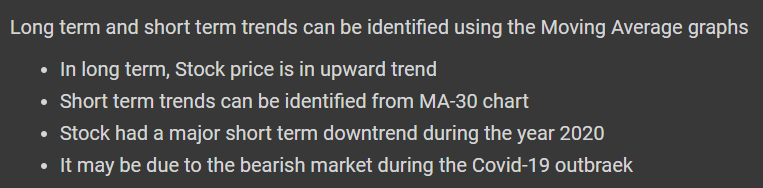 Long term and short term trends can be identified using the Moving Average graphs
• In long term, Stock price is in upward trend
• Short term trends can be identified from MA-30 chart
• Stock had a major short term downtrend during the year 2020
• It may be due to the bearish market during the Covid-19 outbraek